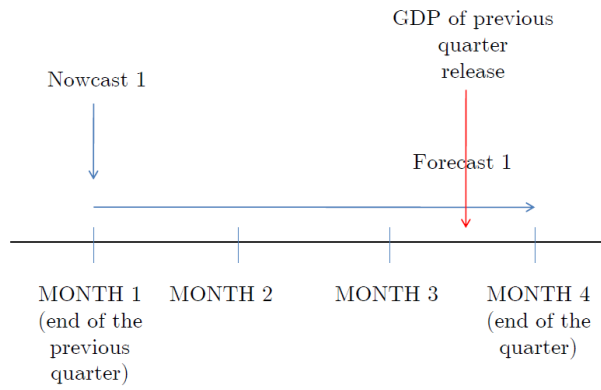 GDP of previous
quarter
release
Nowcast 1
Forecast 1
MONTH 1
(end of the
previous
quarter)
MONTH 2
MONTH 3
MONTH 4
(end of the
quarter)